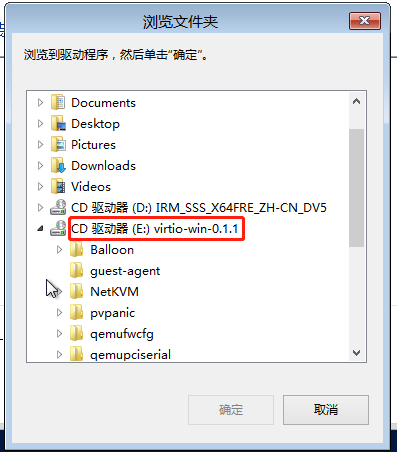 浏览文件夹
浏览到驱动程序，然后单击“确定”。
Documents
Desktop
Pictures
Downloads
Videos
CD 驱动器 (D:) IRM_SSS_X64FRE_ZH-CN_DV5
CD 驱动器 (E:) virtio-win-0.1.1
Balloon
guest-agent
NetKVM
pvpanic
qemufwcfg
qemupciserial
确定
取消